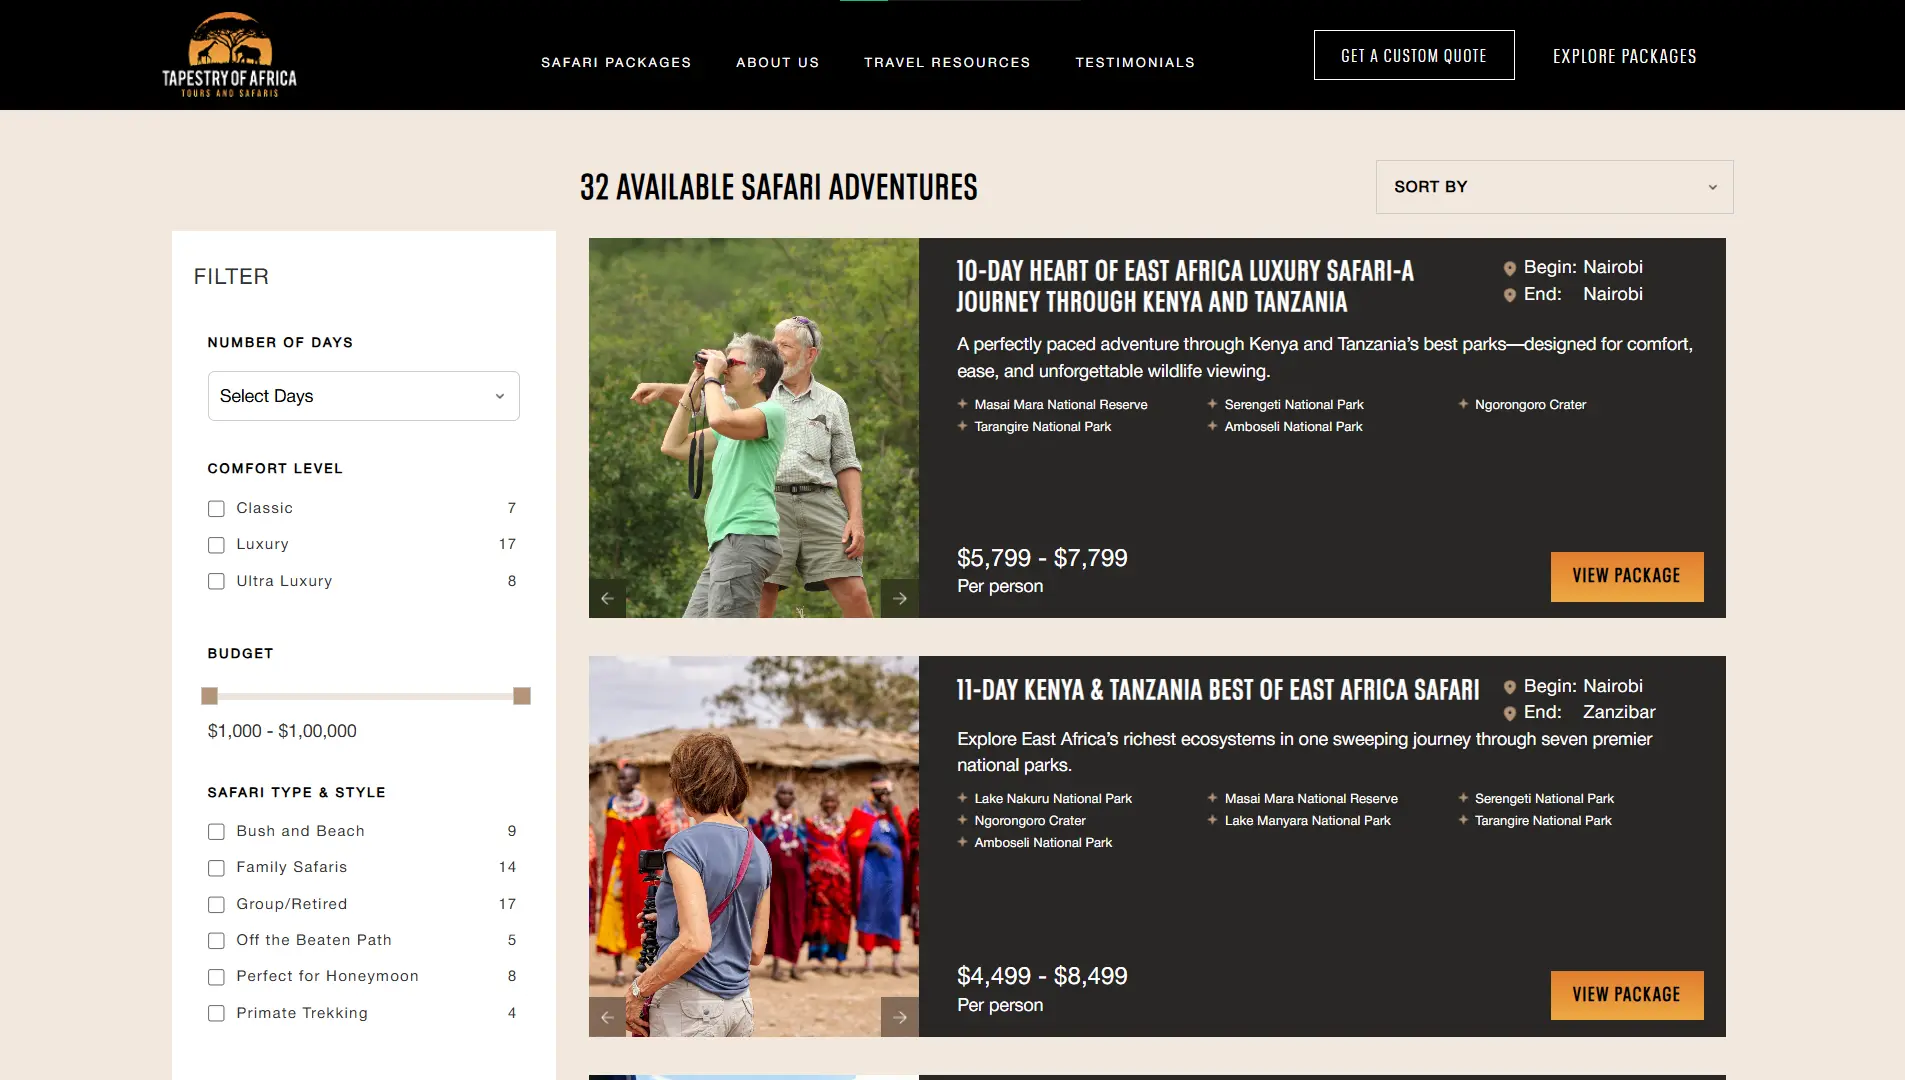 TAPESTRY OF AFRICA
TOURS AND SAFARIS
SAFARI PACKAGES
ABOUT US
TRAVEL RESOURCES
TESTIMONIALS
GET A CUSTOM QUOTE
EXPLORE PACKAGES
32 AVAILABLE SAFARI ADVENTURES
SORT BY
FILTER
NUMBER OF DAYS
Select Days
COMFORT LEVEL
Classic 7
Luxury 17
Ultra Luxury 8
BUDGET
$1,000 - $1,00,000
SAFARI TYPE & STYLE
Bush and Beach 9
Family Safaris 14
Group/Retired 17
Off the Beaten Path 5
Perfect for Honeymoon 8
Primate Trekking 4
10-DAY HEART OF EAST AFRICA LUXURY SAFARI-A
JOURNEY THROUGH KENYA AND TANZANIA
Begin: Nairobi
End: Nairobi
A perfectly paced adventure through Kenya and Tanzania’s best parks—designed for comfort,
ease, and unforgettable wildlife viewing.
Masai Mara National Reserve
Serengeti National Park
Ngorongoro Crater
Tarangire National Park
Amboseli National Park
$5,799 - $7,799
Per person
VIEW PACKAGE
11-DAY KENYA & TANZANIA BEST OF EAST AFRICA SAFARI
Begin: Nairobi
End: Zanzibar
Explore East Africa’s richest ecosystems in one sweeping journey through seven premier
national parks.
Lake Nakuru National Park
Masai Mara National Reserve
Serengeti National Park
Ngorongoro Crater
Lake Manyara National Park
Tarangire National Park
Amboseli National Park
$4,499 - $8,499
Per person
VIEW PACKAGE